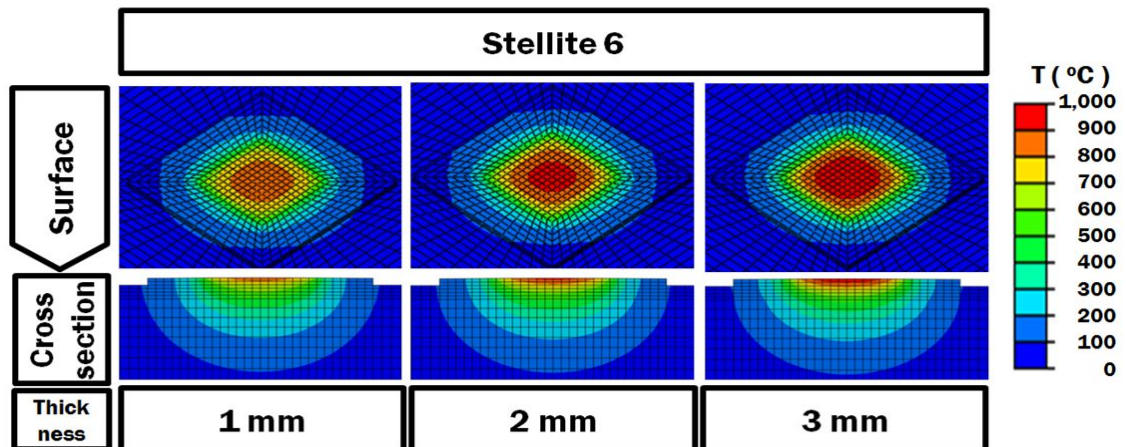 Stellite 6
Surface
Cross
section
Thick
ness
1 mm
2 mm
3 mm
T ( ºC )
1,000
900
800
700
600
500
400
300
200
100
0